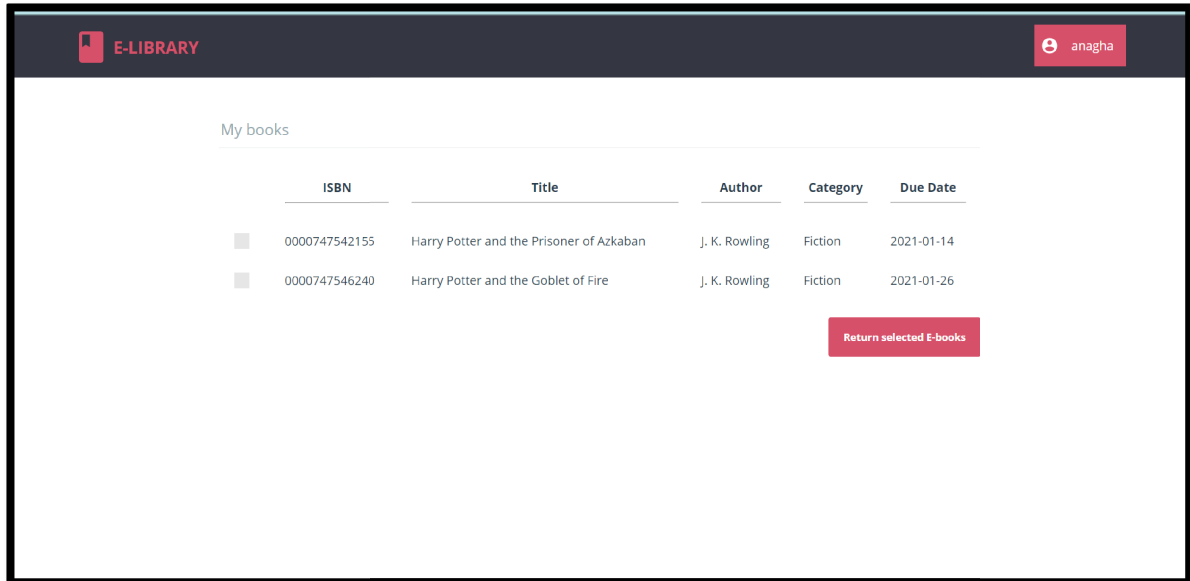 E-LIBRARY
anagha
My books
ISBN Title Author Category Due Date
0000747542155 Harry Potter and the Prisoner of Azkaban J. K. Rowling Fiction 2021-01-14
0000747546240 Harry Potter and the Goblet of Fire J. K. Rowling Fiction 2021-01-26
Return selected E-books